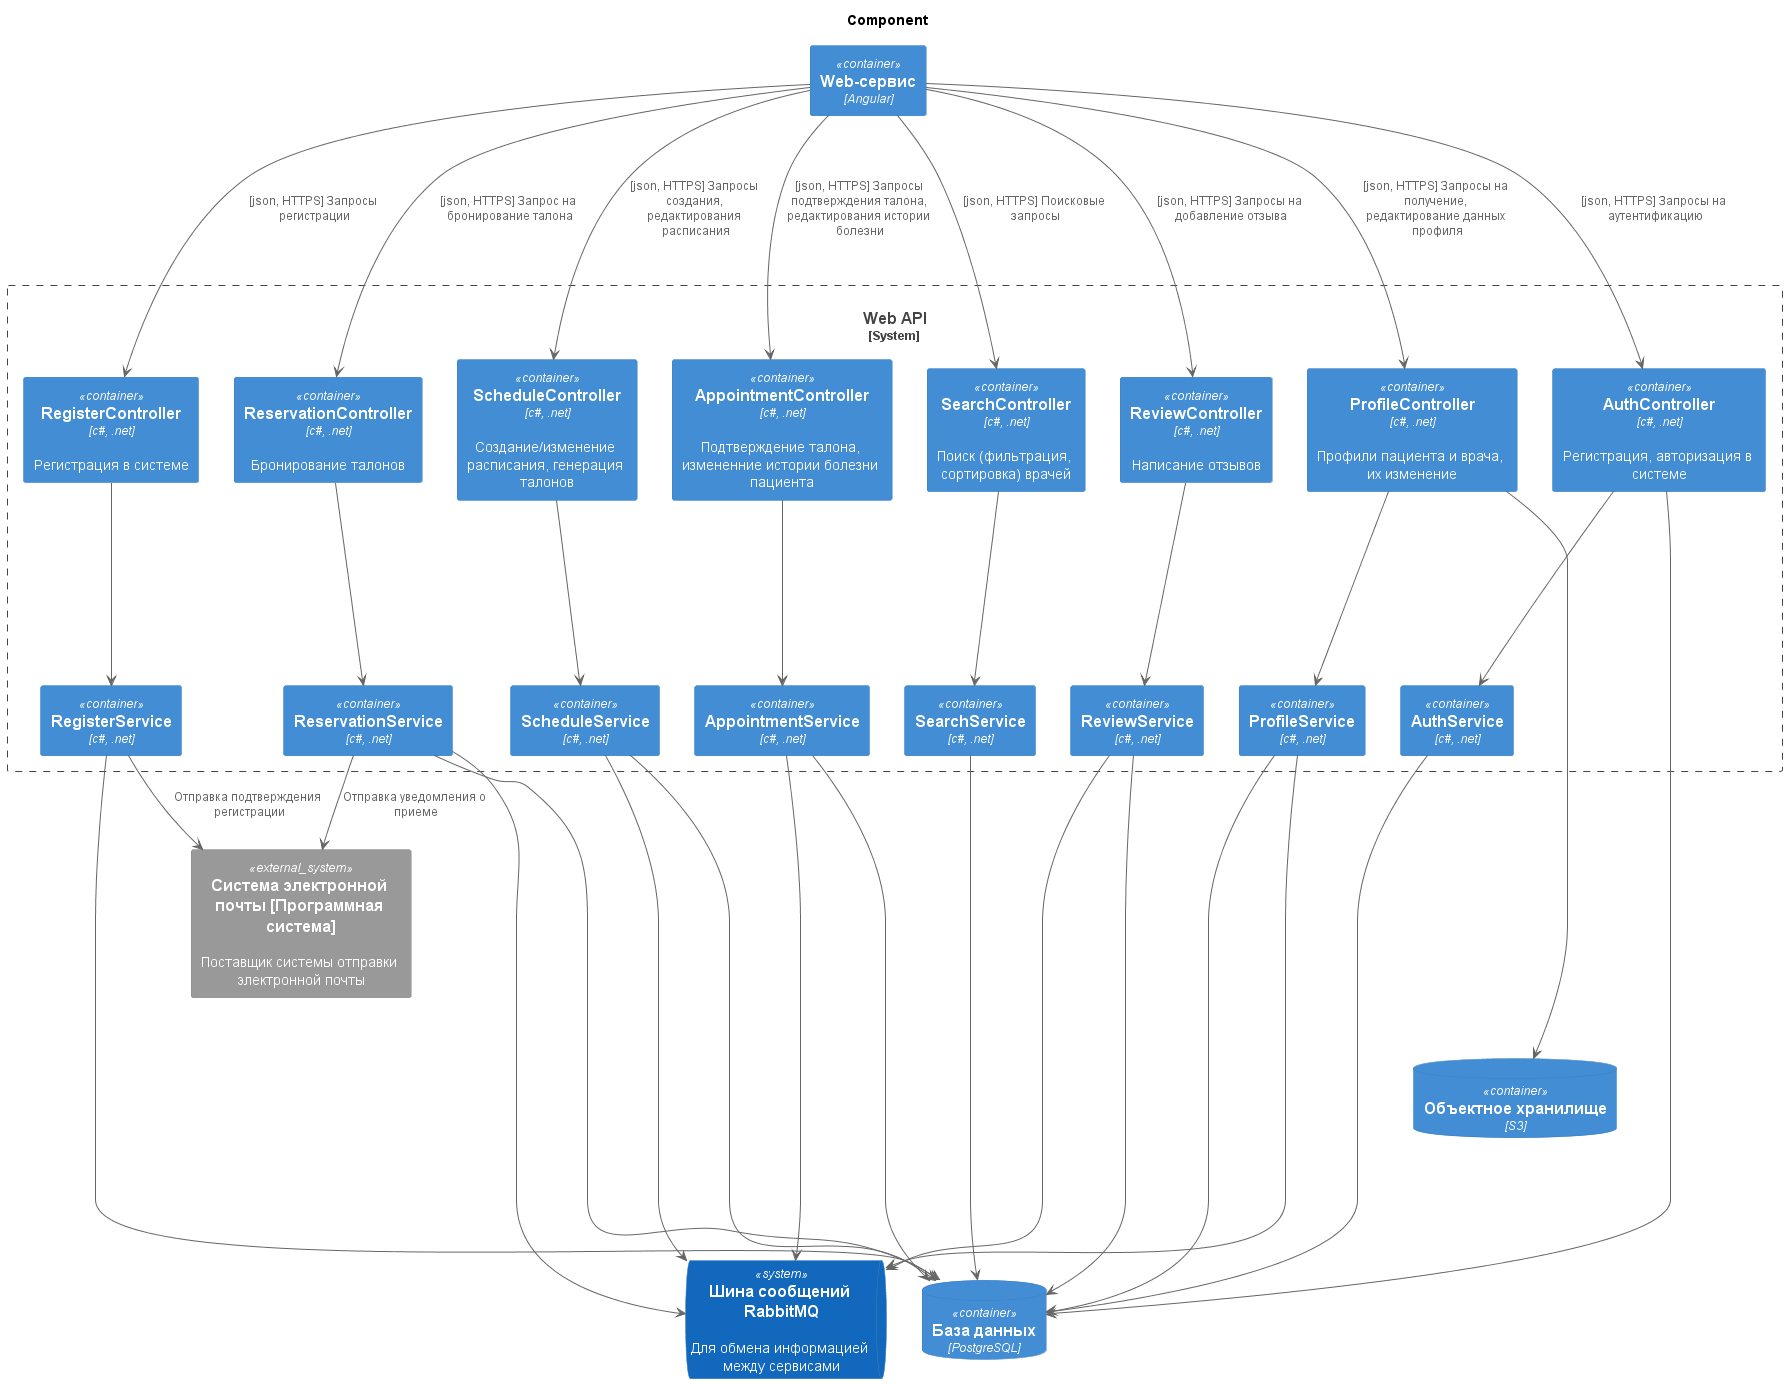 Component
«container»
Web-сервис
[Angular]
[json, HTTPS] Запросы
регистрации
[json, HTTPS] Запрос на
бронирование талона
[json, HTTPS] Запросы
создания,
редактирования
расписания
[json, HTTPS] Запросы
подтверждения талона,
редактирования истории
болезни
[json, HTTPS] Поисковые
запросы
[json, HTTPS] Запросы на
добавление отзыва
[json, HTTPS] Запросы на
получение,
редактирование данных
профиля
[json, HTTPS] Запросы на
аутентификацию
Web API
[System]
«container»
RegisterController
[c#, .net]
Регистрация в системе
«container»
ReservationController
[c#, .net]
Бронирование талонов
«container»
ScheduleController
[c#, .net]
Создание/изменение
расписания, генерация
талонов
«container»
AppointmentController
[c#, .net]
Подтверждение талона,
измененние истории болезни
пациента
«container»
SearchController
[c#, .net]
Поиск (фильтрация,
сортировка) врачей
«container»
ReviewController
[c#, .net]
Написание отзывов
«container»
ProfileController
[c#, .net]
Профили пациента и врача,
их изменение
«container»
AuthController
[c#, .net]
Регистрация, авторизация в
системе
«container»
RegisterService
[c#, .net]
«container»
ReservationService
[c#, .net]
«container»
ScheduleService
[c#, .net]
«container»
AppointmentService
[c#, .net]
«container»
SearchService
[c#, .net]
«container»
ReviewService
[c#, .net]
«container»
ProfileService
[c#, .net]
«container»
AuthService
[c#, .net]
Отправка подтверждения
регистрации
Отправка уведомления о
приеме
«external_system»
Система электронной
почты [Программная
система]
Поставщик системы отправки
электронной почты
«container»
Объектное хранилище
[S3]
«system»
Шина сообщений
RabbitMQ
Для обмена информацией
между сервисами
«container»
База данных
[PostgreSQL]